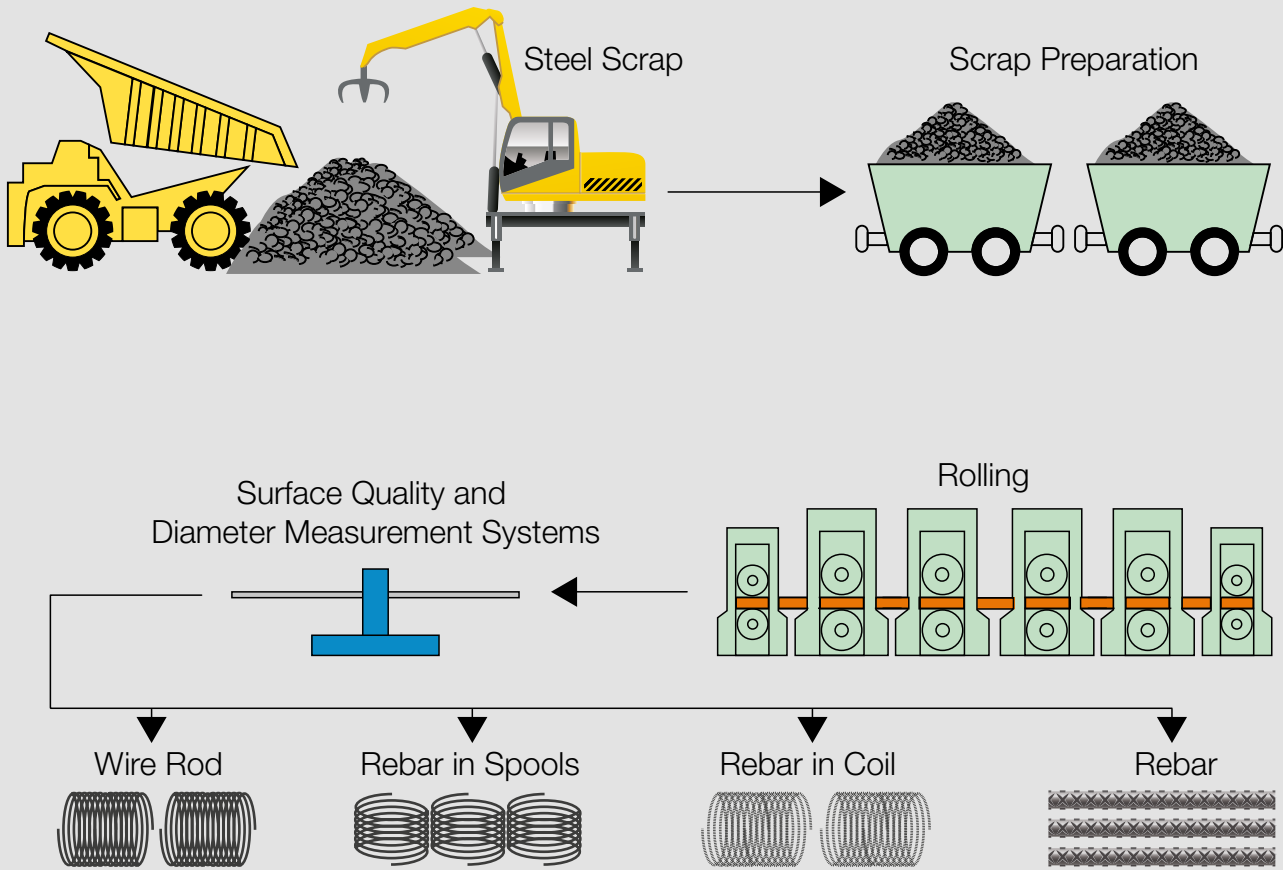 Steel Scrap
Scrap Preparation
Rolling
Surface Quality and
Diameter Measurement Systems
Wire Rod
Rebar in Spools
Rebar in Coil
Rebar